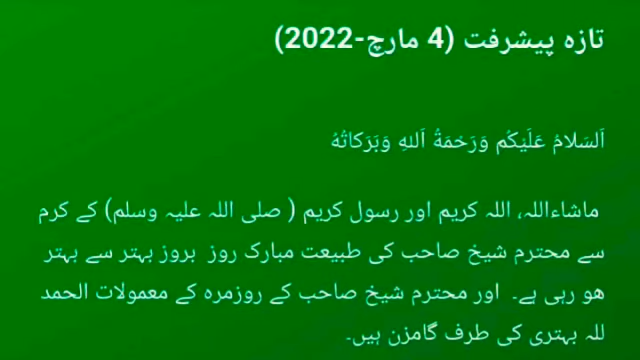 تازہ پیشرفت (4 مارچ-2022)
اَلسَلامُ عَلَيْكُم وَرَحْمَةُ اَللهِ وَبَرَكاتُهُ
ماشاءاللہ، اللہ کریم اور رسول کریم ( صلی اللہ علیہ وسلم) کے کرم
سے محترم شیخ صاحب کی طبیعت مبارک روز بروز بہتر سے بہتر
ھو رہی ہے۔ اور محترم شیخ صاحب کے روزمرہ کے معمولات الحمد
للہ بہتری کی طرف گامزن ہیں۔